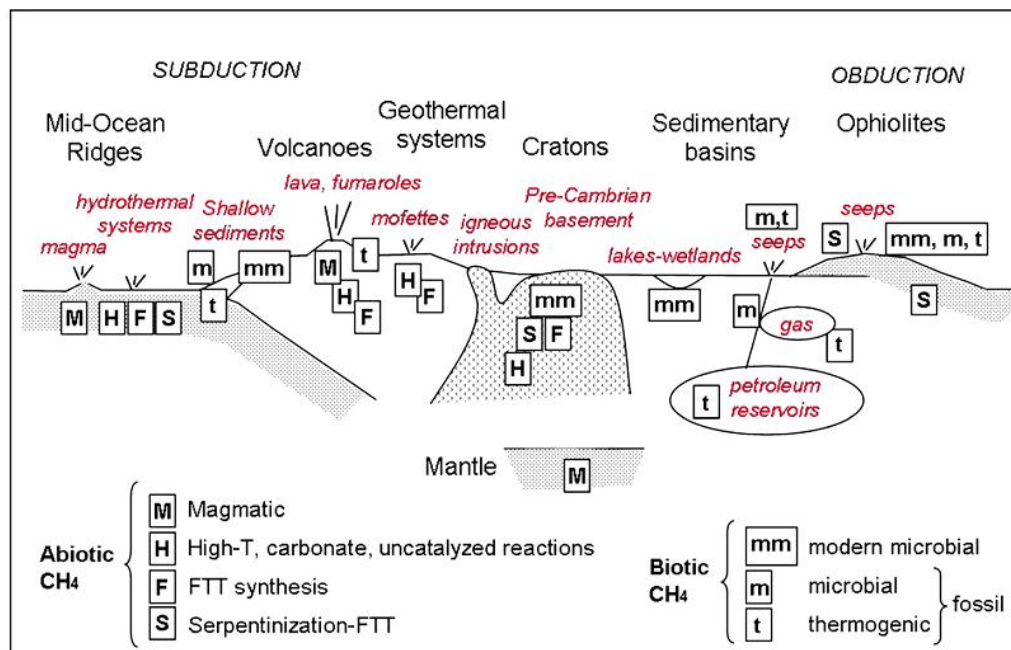 SUBDUCTION
OBDUCTION
Mid-Ocean
Ridges
Volcanoes
Geothermal
systems
Cratons
Sedimentary
basins
Ophiolites
magma
hydrothermal
systems
Shallow
sediments
lava, fumaroles
mofettes
igneous
intrusions
Pre-Cambrian
basement
lakes-wetlands
m,t
seeps
seeps
S
mm, m, t
m
mm
t
M
H
F
S
M
t
H
F
H
F
mm
S
F
H
mm
m
gas
t
t
petroleum
reservoirs
S
Mantle
M
Abiotic
CH4
M Magmatic
H High-T, carbonate, uncatalyzed reactions
F FTT synthesis
S Serpentinization-FTT
Biotic
CH4
mm modern microbial
m microbial
t thermogenic
fossil